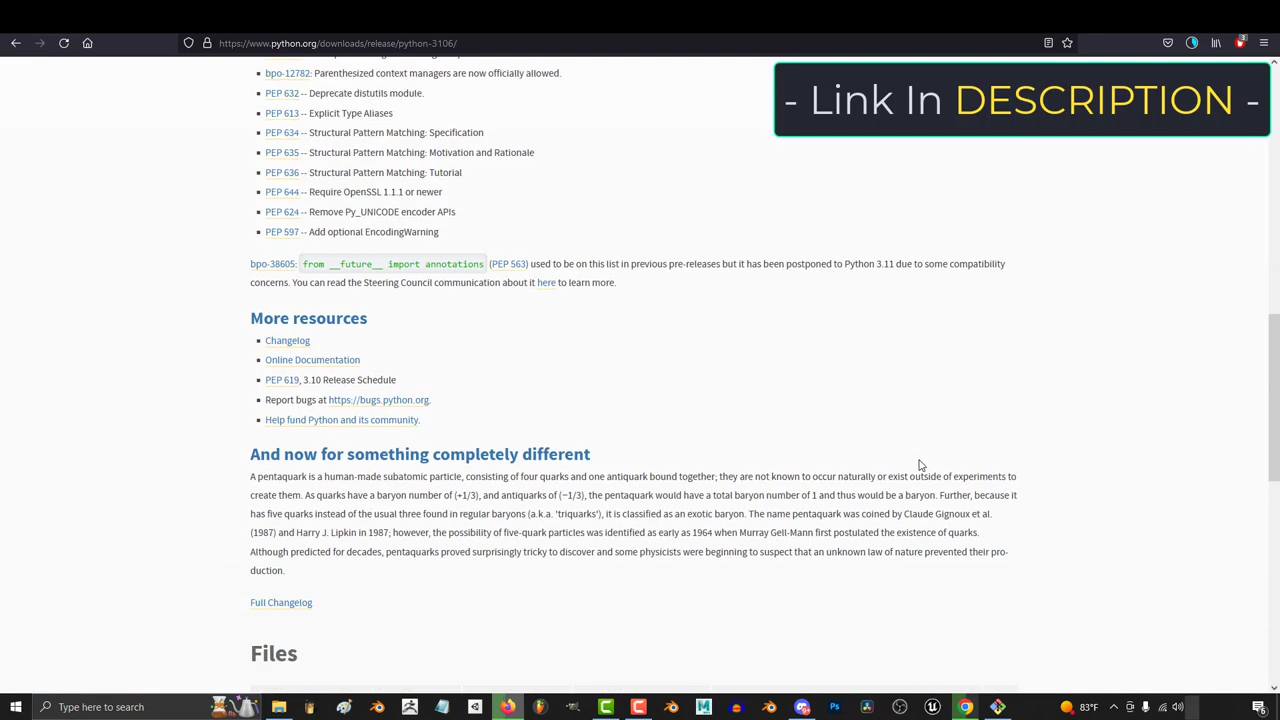 https://www.python.org/downloads/release/python-3106/
3
- Link In DESCRIPTION -
bpo-12782: Parenthesized context managers are now officially allowed.
PEP 632 -- Deprecate distutils module.
PEP 613 -- Explicit Type Aliases
PEP 634 -- Structural Pattern Matching: Specification
PEP 635 -- Structural Pattern Matching: Motivation and Rationale
PEP 636 -- Structural Pattern Matching: Tutorial
PEP 644 -- Require OpenSSL 1.1.1 or newer
PEP 624 -- Remove Py_UNICODE encoder APIs
PEP 597 -- Add optional EncodingWarning
bpo-38605: from __future__ import annotations (PEP 563) used to be on this list in previous pre-releases but it has been postponed to Python 3.11 due to some compatibility
concerns. You can read the Steering Council communication about it here to learn more.
More resources
Changelog
Online Documentation
PEP 619, 3.10 Release Schedule
Report bugs at https://bugs.python.org.
Help fund Python and its community.
And now for something completely different
A pentaquark is a human-made subatomic particle, consisting of four quarks and one antiquark bound together; they are not known to occur naturally or exist outside of experiments to
create them. As quarks have a baryon number of (+1/3), and antiquarks of (−1/3), the pentaquark would have a total baryon number of 1 and thus would be a baryon. Further, because it
has five quarks instead of the usual three found in regular baryons (a.k.a. 'triquarks'), it is classified as an exotic baryon. The name pentaquark was coined by Claude Gignoux et al.
(1987) and Harry J. Lipkin in 1987; however, the possibility of five-quark particles was identified as early as 1964 when Murray Gell-Mann first postulated the existence of quarks.
Although predicted for decades, pentaquarks proved surprisingly tricky to discover and some physicists were beginning to suspect that an unknown law of nature prevented their pro-
duction.
Full Changelog
Files
Type here to search
83°F
6